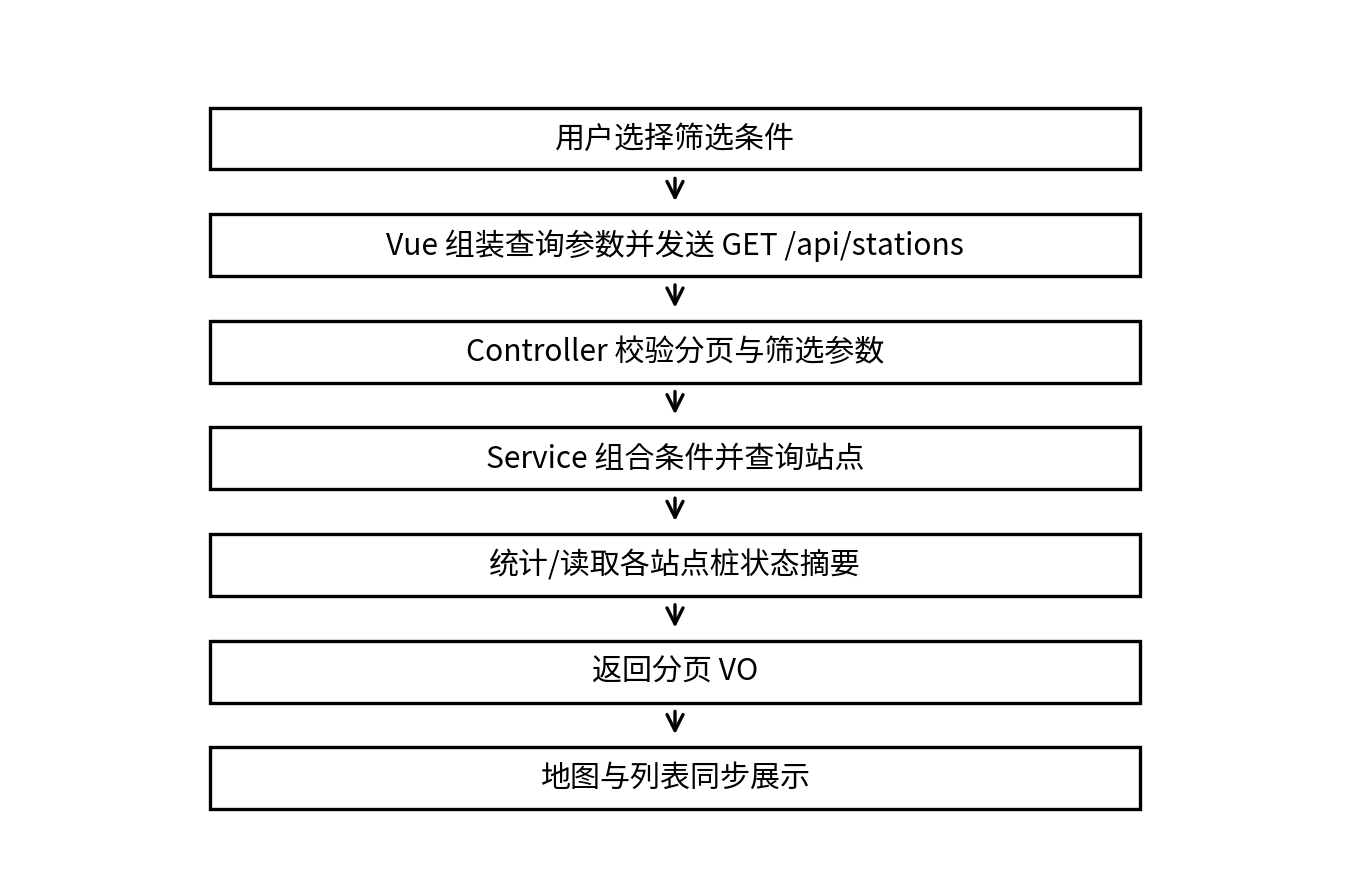 用户选择筛选条件
Vue 组装查询参数并发送 GET /api/stations
Controller 校验分页与筛选参数
Service 组合条件并查询站点
统计/读取各站点桩状态摘要
返回分页 VO
地图与列表同步展示